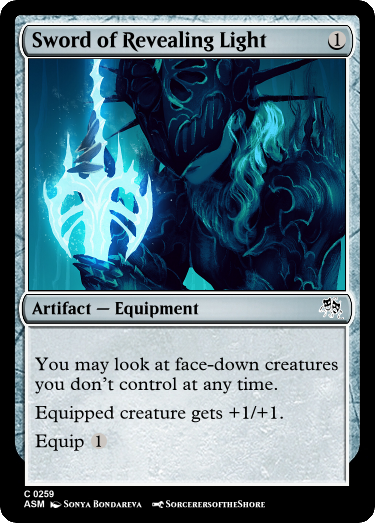 Sword of Revealing Light 1
Artifact — Equipment
You may look at face-down creatures
you don't control at any time.
Equipped creature gets +1/+1.
Equip 1
C 0259
ASM Sonya Bondareva SorcerersoftheShore